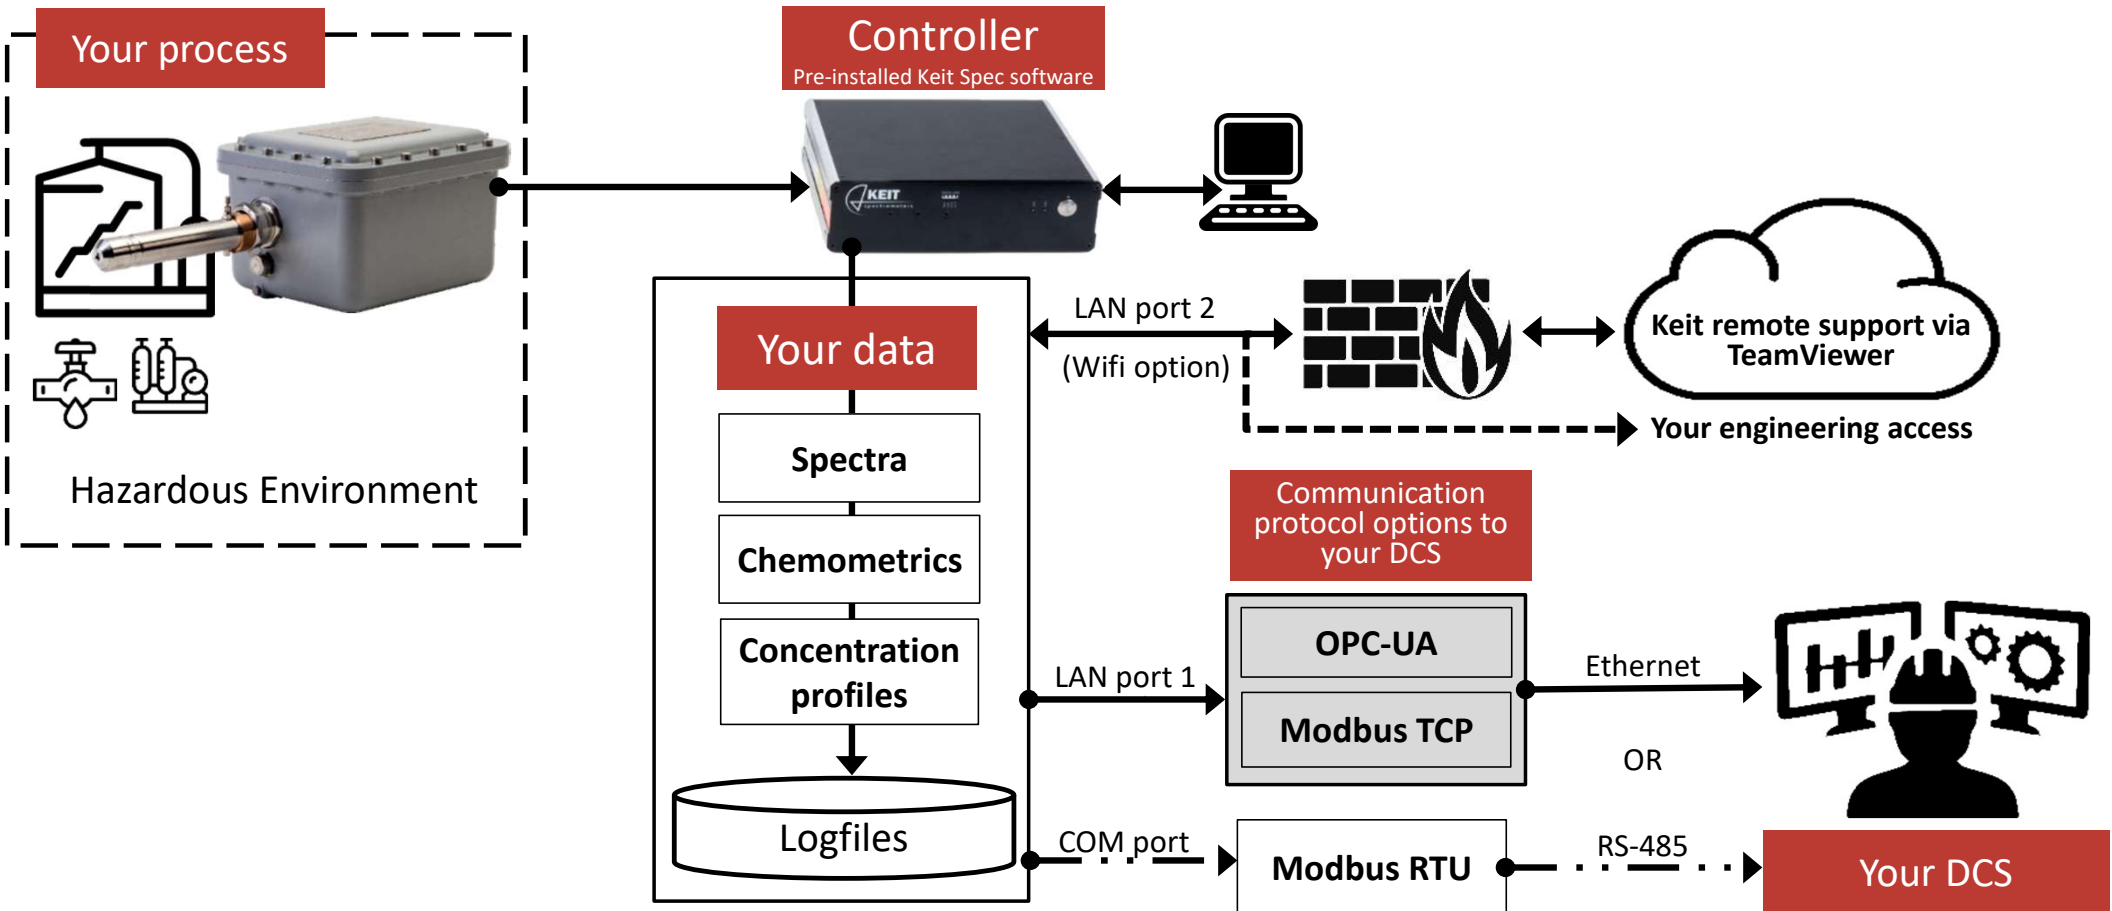 Your process
Controller
Pre-installed Keit Spec software
KEIT
spectrometers
LAN port 2
(Wifi option)
Keit remote support via
TeamViewer
Your engineering access
Your data
Spectra
Chemometrics
Concentration
profiles
Logfiles
Hazardous Environment
Communication
protocol options to
your DCS
LAN port 1
OPC-UA
Modbus TCP
Ethernet
OR
COM port
Modbus RTU
RS-485
Your DCS